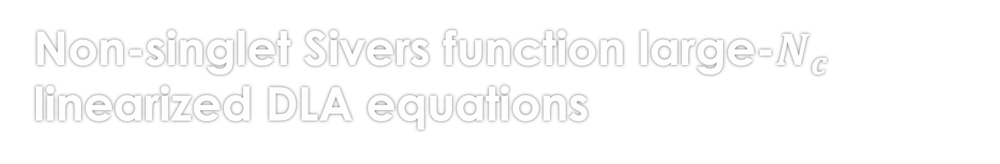 Non-singlet Sivers function large-$N_c$
linearized DLA equations